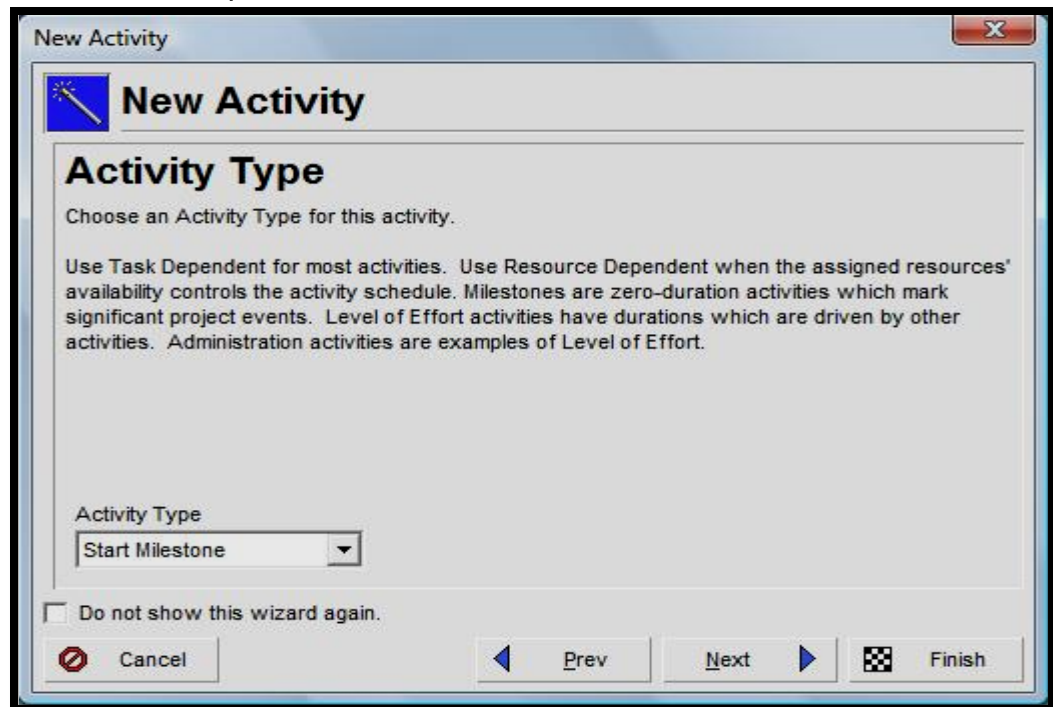 New Activity
New Activity
Activity Type
Choose an Activity Type for this activity.
Use Task Dependent for most activities.  Use Resource Dependent when the assigned resources'
availability controls the activity schedule. Milestones are zero-duration activities which mark
significant project events.  Level of Effort activities have durations which are driven by other
activities.  Administration activities are examples of Level of Effort.
Activity Type
Start Milestone
Do not show this wizard again.
Cancel Prev Next Finish